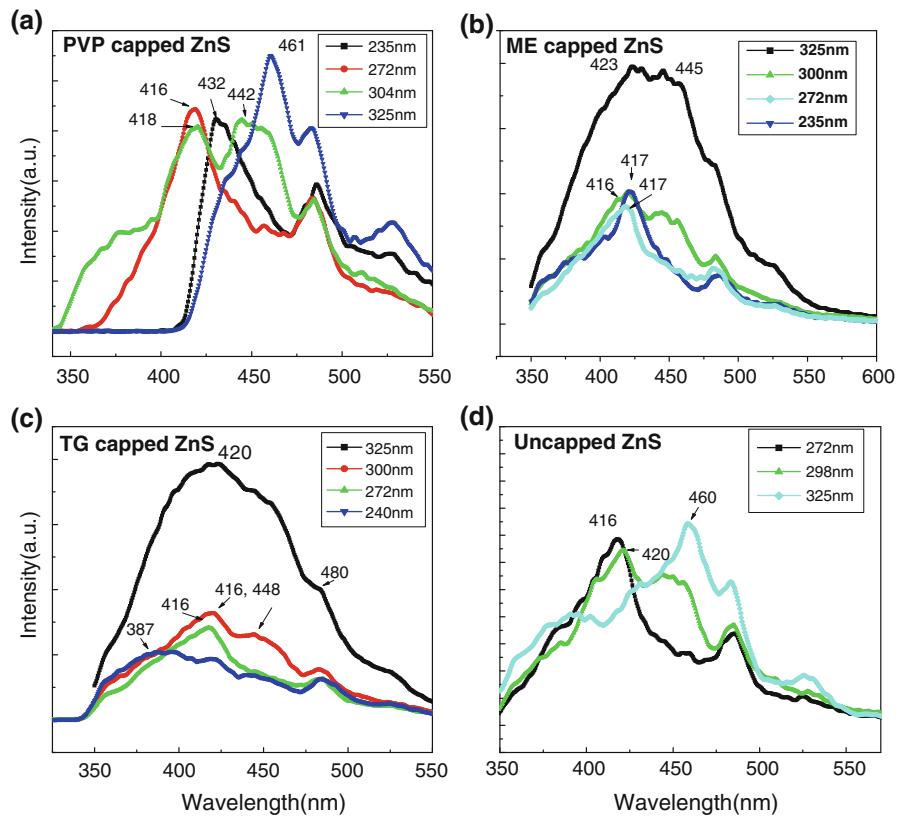 (a)
PVP capped ZnS
235nm
272nm
304nm
325nm
461
416
432
442
418
Intensity(a.u.)
350 400 450 500 550
(b)
ME capped ZnS
325nm
300nm
272nm
235nm
423
445
417
416
417
350 400 450 500 550 600
(c)
TG capped ZnS
325nm
300nm
272nm
240nm
420
480
416, 448
416
387
Intensity(a.u.)
350 400 450 500 550
Wavelength(nm)
(d)
Uncapped ZnS
272nm
298nm
325nm
460
416
420
350 400 450 500 550
Wavelength(nm)